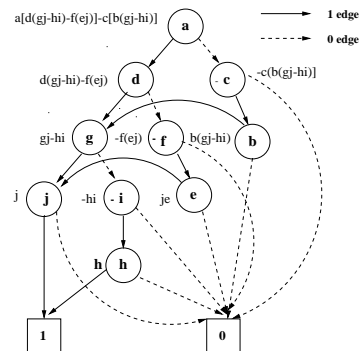 a[d(gj-hi)-f(ej)]-c[b(gj-hi)]
1 edge
0 edge
a
d(gj-hi)-f(ej)
d
- c
-c(b(gj-hi)]
gj-hi
g
-f(ej)
- f
b(gj-hi)
b
j
j
-hi
- i
je
e
h
h
1
0